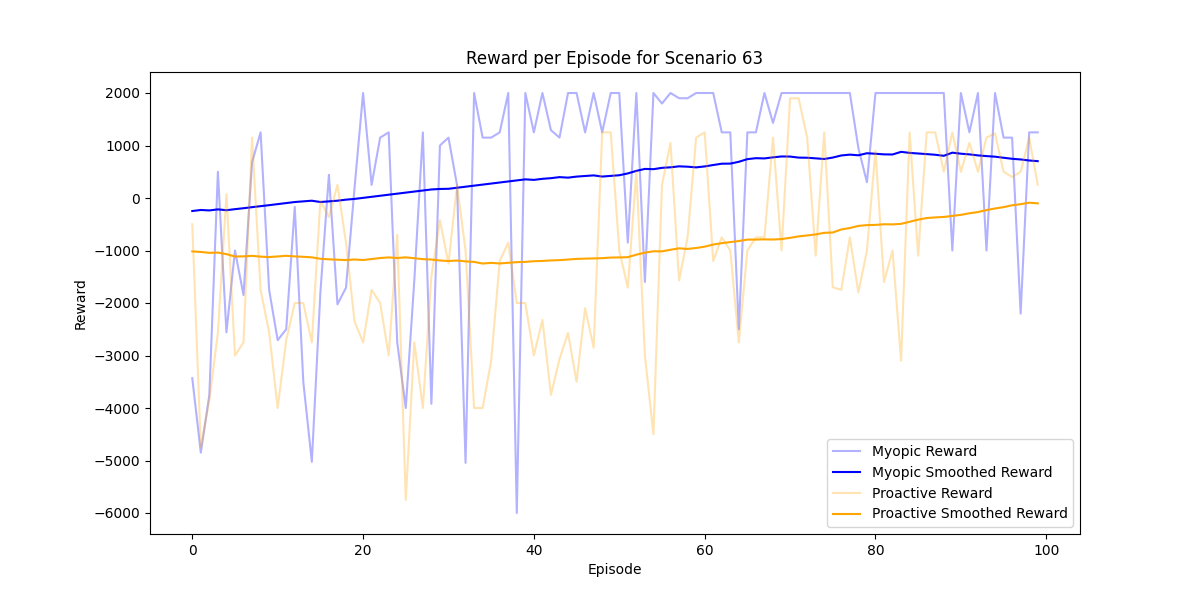 Reward per Episode for Scenario 63
2000
1000
0
−1000
−2000
−3000
−4000
−5000
−6000
Reward
0
20
40
60
80
100
Episode
Myopic Reward
Myopic Smoothed Reward
Proactive Reward
Proactive Smoothed Reward